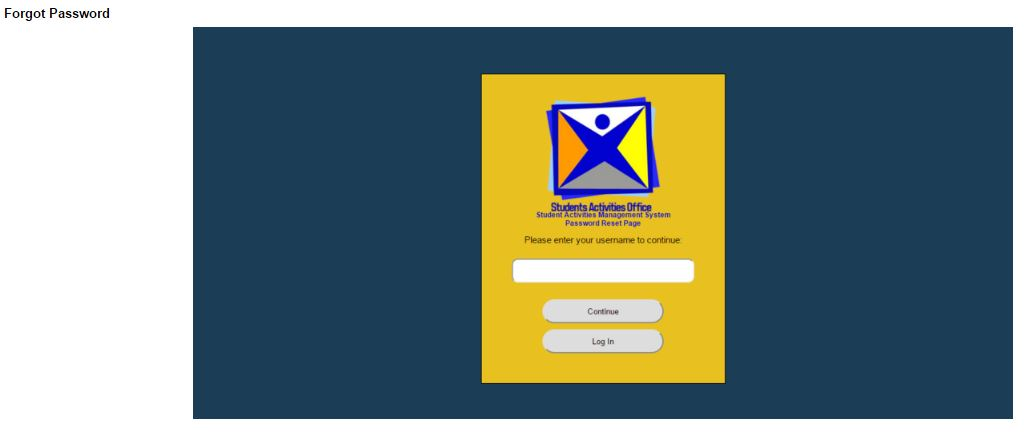 Forgot Password
Students Activities Office
Student Activities Management System
Password Reset Page
Please enter your username to continue:
Continue
Log In